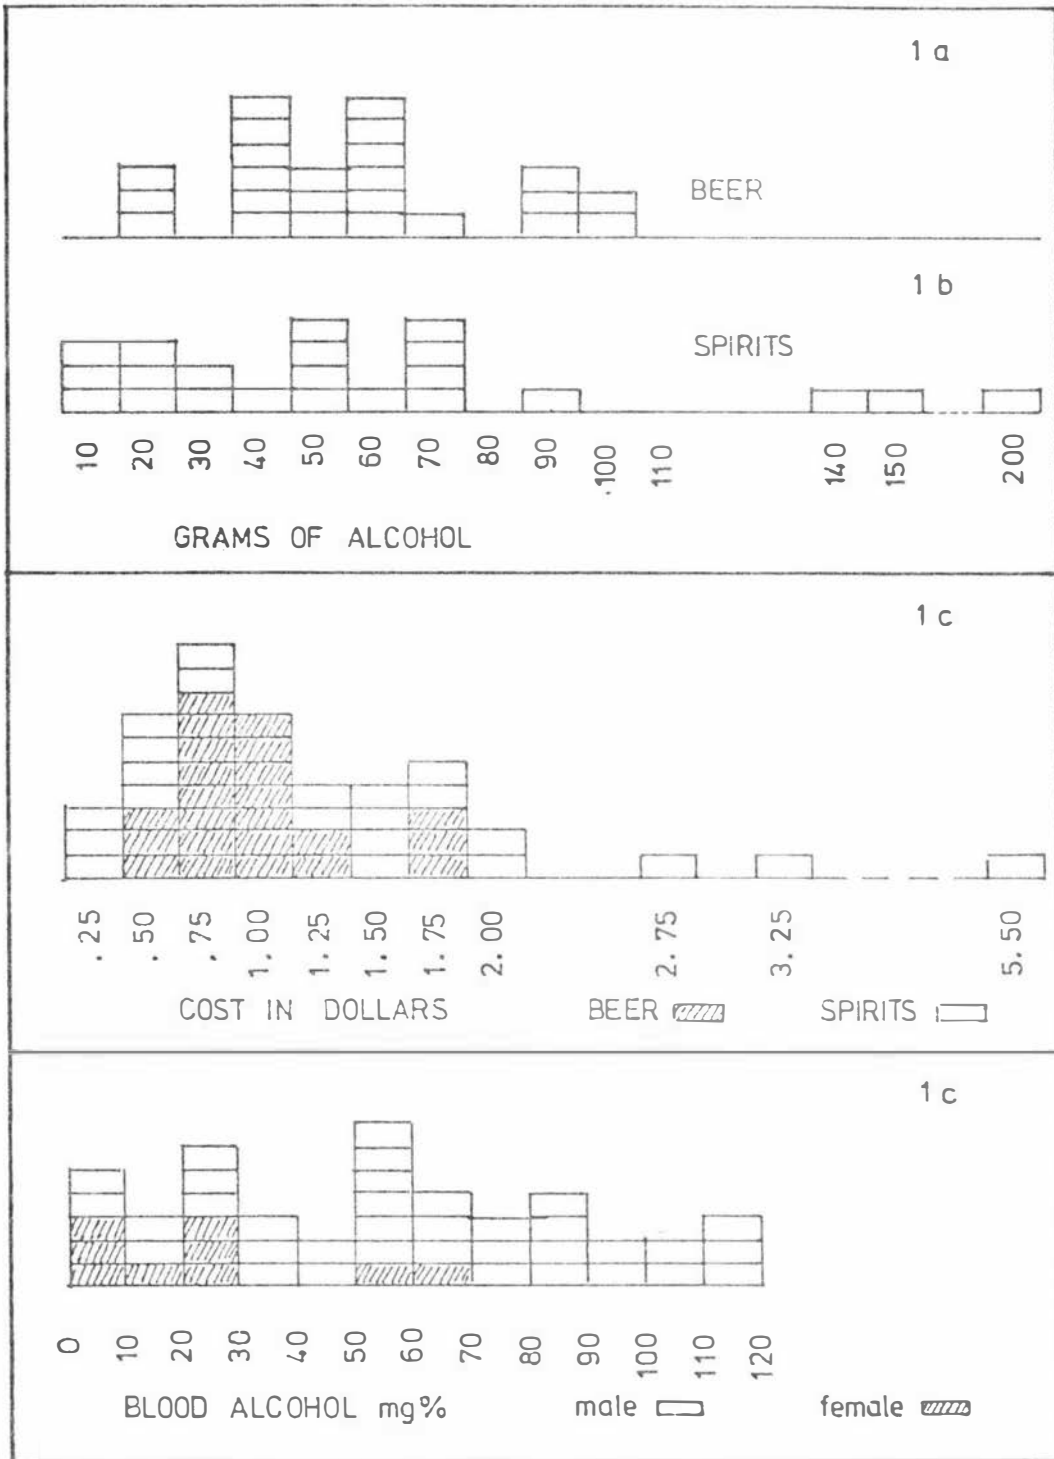 1 a
BEER
1 b
SPIRITS
10 20 30 40 50 60 70 80 90 .100 110 140 150 200
GRAMS OF ALCOHOL
1 c
.25 .50 .75 1.00 1.25 1.50 1.75 2.00 2.75 3.25 5.50
COST IN DOLLARS BEER SPIRITS
1 c
0 10 20 30 40 50 60 70 80 90 100 110 120
BLOOD ALCOHOL mg% male female